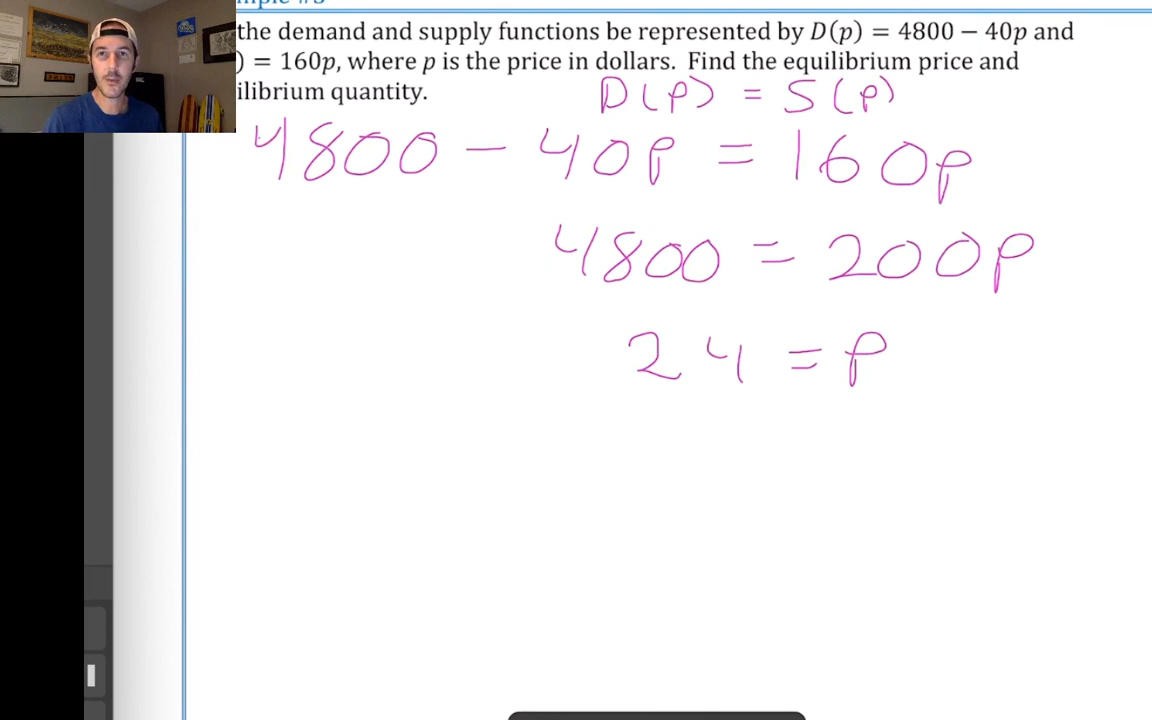 the demand and supply functions be represented by D(p) = 4800 − 40p and
) = 160p, where p is the price in dollars. Find the equilibrium price and
ilibrium quantity.
D(p) = S(p)
4800 − 40p = 160p
4800 = 200p
24 = p